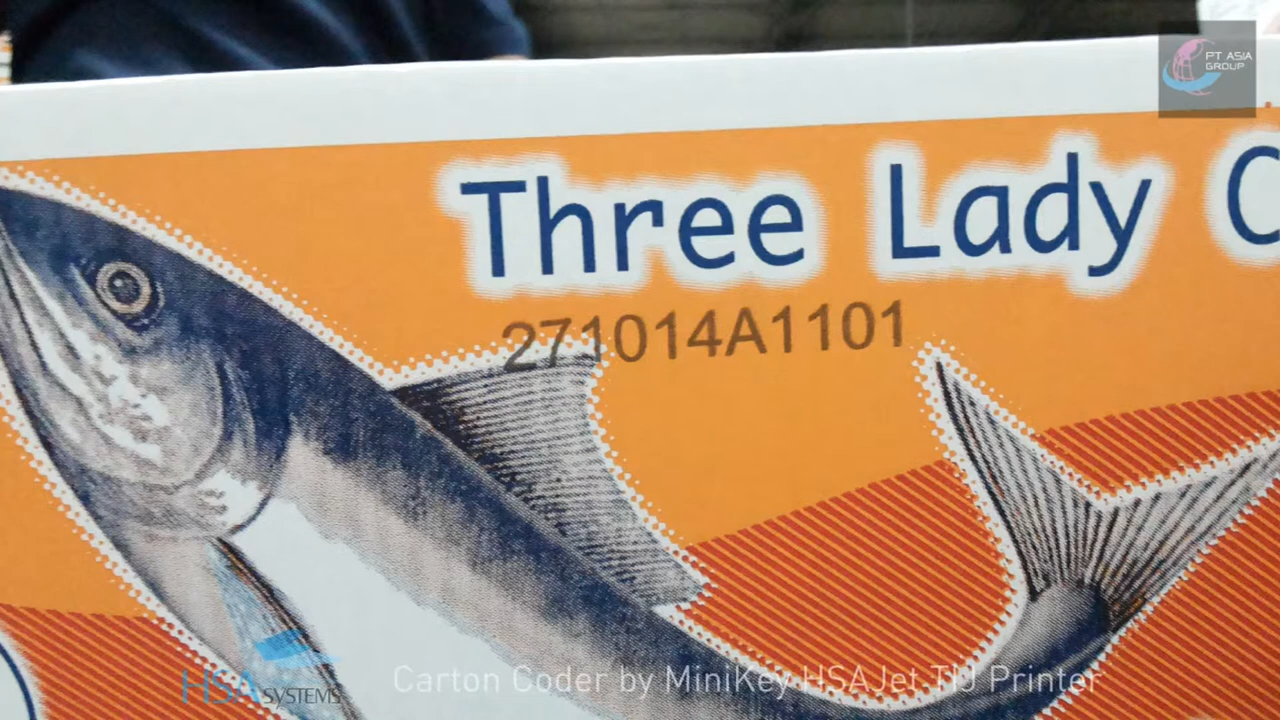 PT ASIA
GROUP
Three Lady C
271014A1101
HSA SYSTEMS
Carton Coder by MiniKey HSAJet TIJ Printer